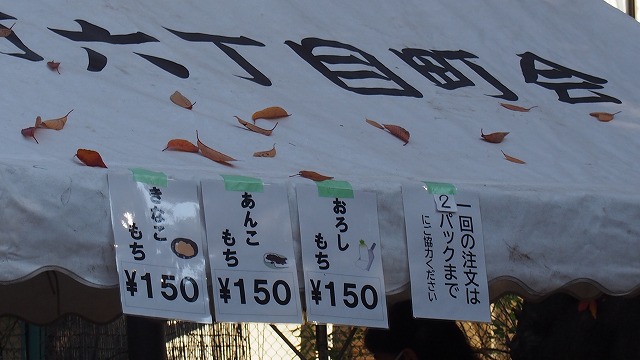 六丁目町会
きなこ
もち
¥150
あんこ
もち
¥150
おろし
もち
¥150
一回の注文は
2パックまで
にご協力ください